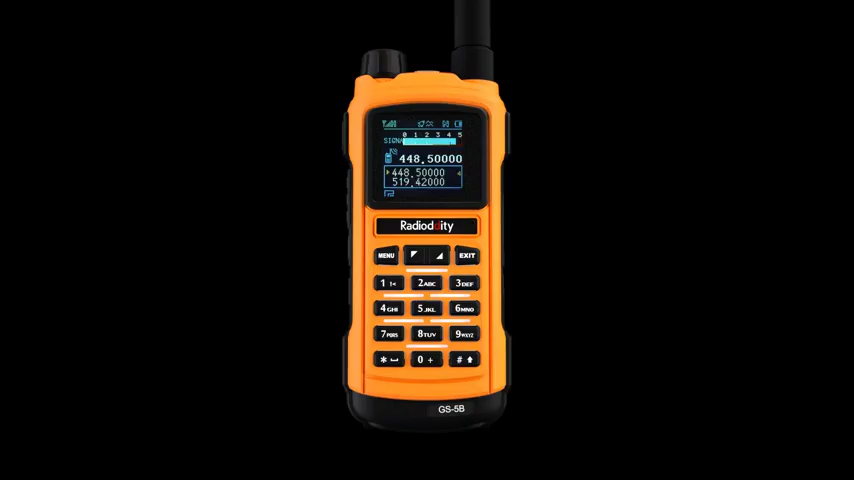 0 1 2 3 4 5
SIGNA
448.50000
448.50000
519.42000
Radioddity
MENU EXIT
1 !< 2ABC 3DEF
4GHI 5JKL 6MNO
7PQRS 8TUV 9WXYZ
* 0 + #
GS-5B